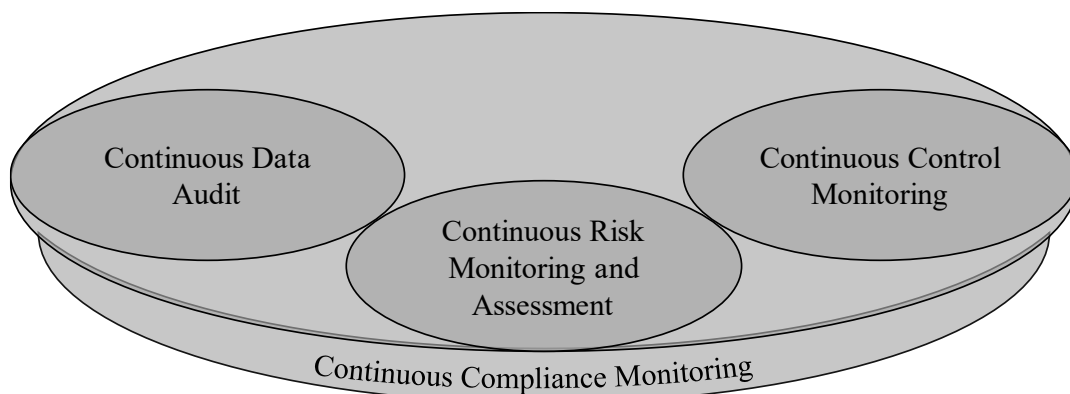 Continuous Data
Audit
Continuous Control
Monitoring
Continuous Risk
Monitoring and
Assessment
Continuous Compliance Monitoring